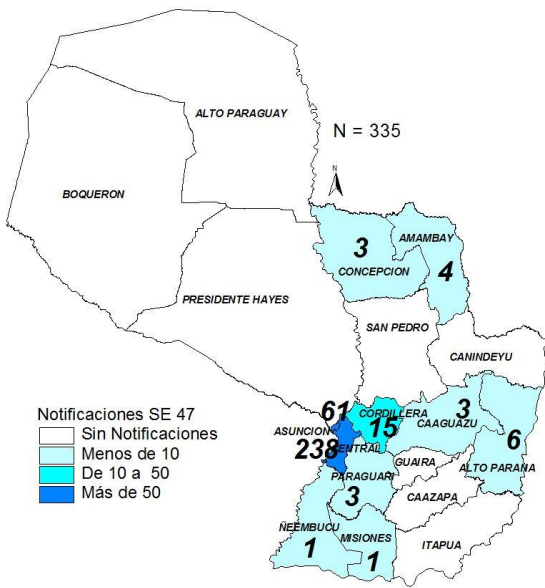 ALTO PARAGUAY
N = 335
N
BOQUERON
3
AMAMBAY
CONCEPCION
4
PRESIDENTE HAYES
SAN PEDRO
CANINDEYU
Notificaciones SE 47
Sin Notificaciones
Menos de 10
De 10 a 50
Más de 50
61
CORDILLERA
15
3
CAAGUAZU
ASUNCION
238
CENTRAL
6
GUAIRA
ALTO PARANA
PARAGUARI
3
CAAZAPA
ÑEEMBUCU
1
MISIONES
1
ITAPUA